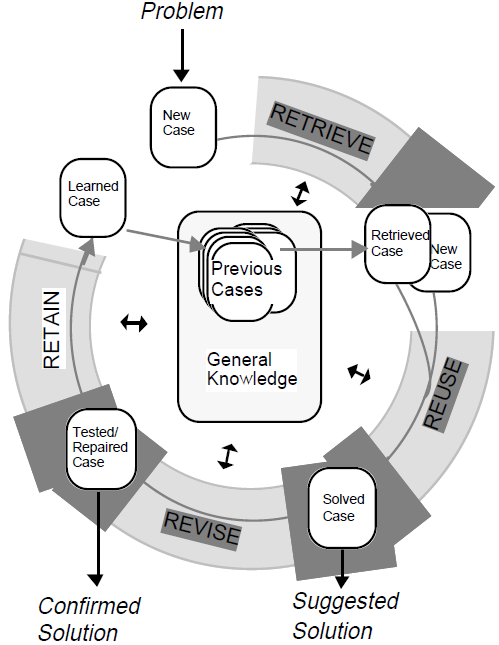 Problem
New
Case
RETRIEVE
Learned
Case
Retrieved
Case
New
Case
Previous
Cases
General
Knowledge
RETAIN
REUSE
Tested/
Repaired
Case
Solved
Case
REVISE
Confirmed
Solution
Suggested
Solution